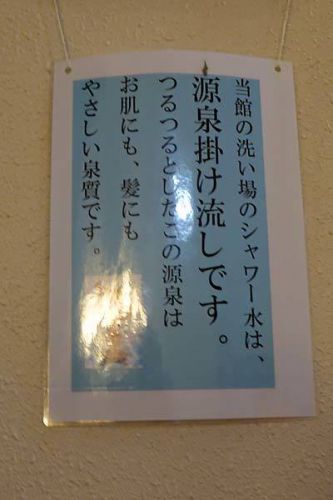 当館の洗い場のシャワー水は、
源泉掛け流しです。
つるつるとしたこの源泉は
お肌にも、髪にも
やさしい泉質です。